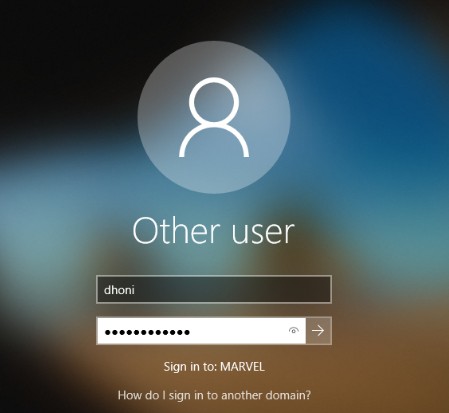 Other user
dhoni
●●●●●●●●●●●●
Sign in to: MARVEL
How do I sign in to another domain?